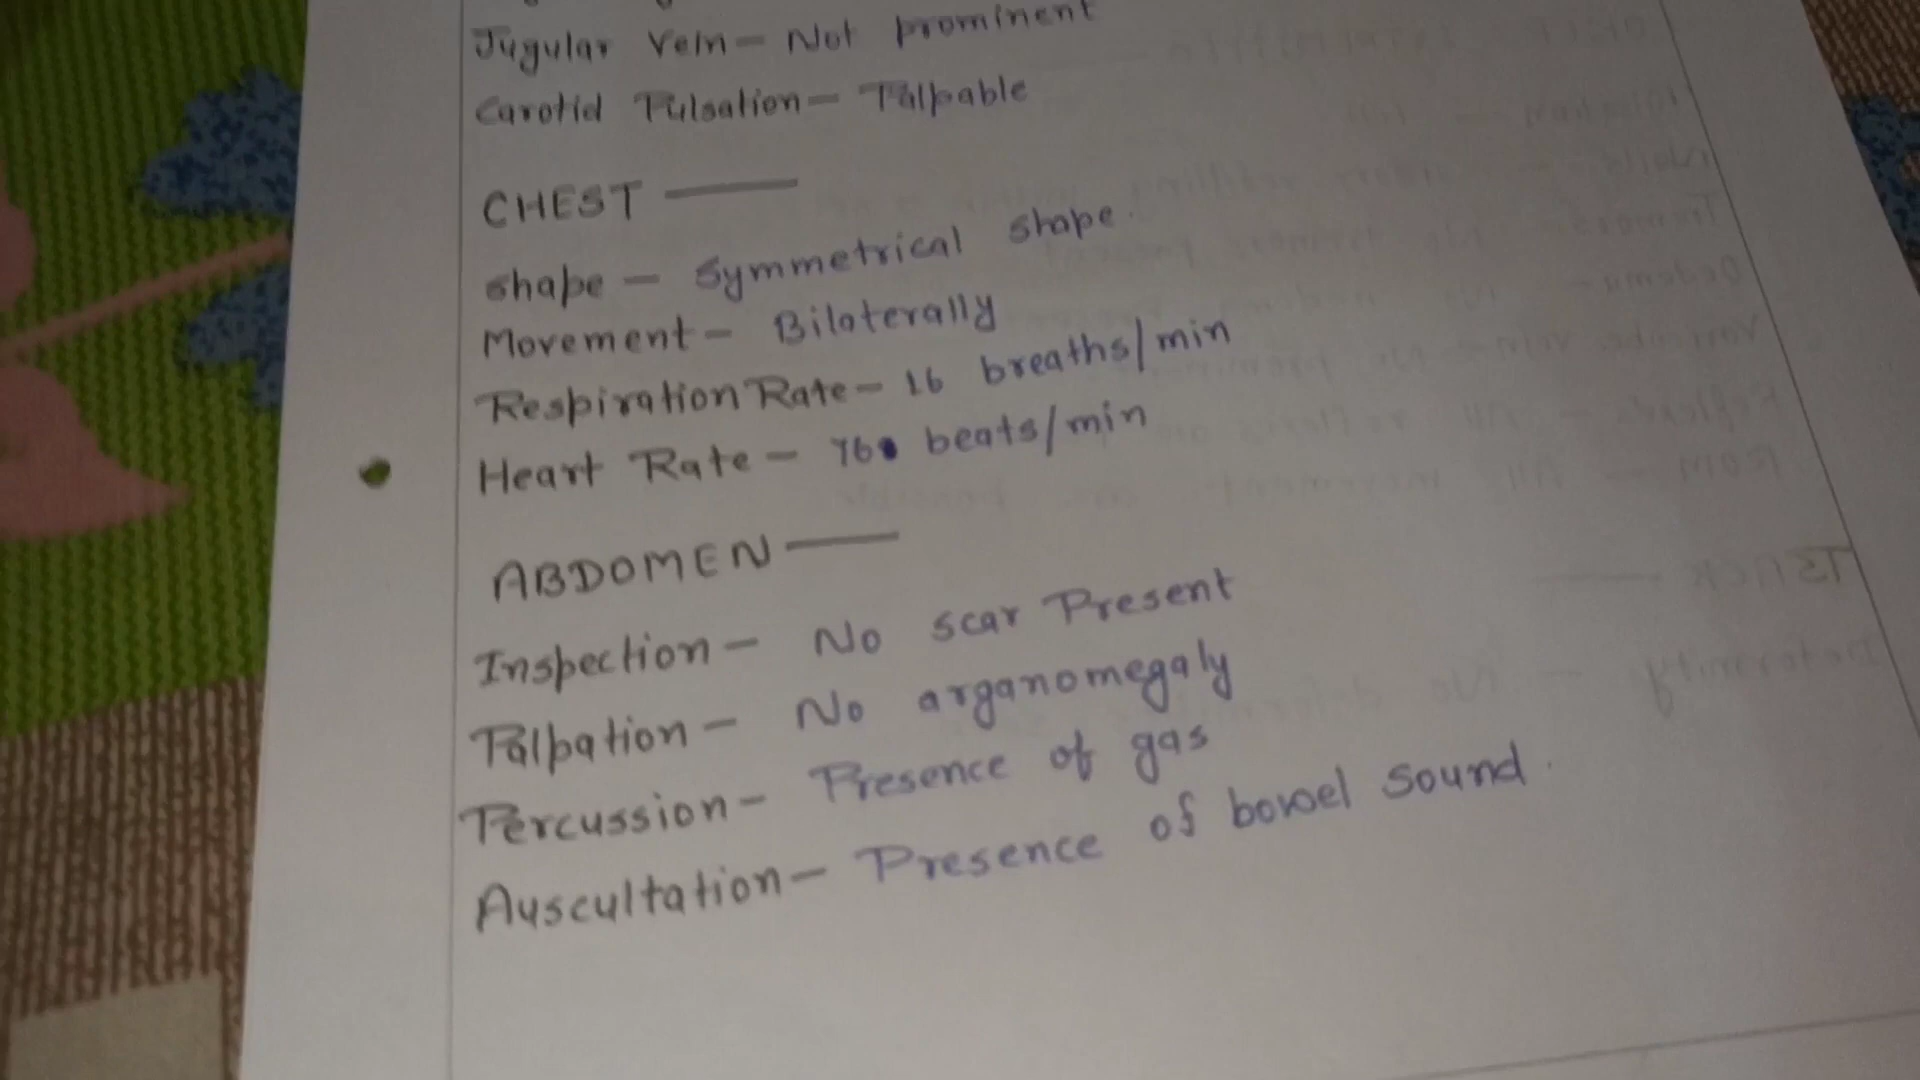 Jugular Vein - Not prominent
Carotid Pulsation - Palpable
CHEST —
shape - Symmetrical shape.
Movement - Bilaterally
Respiration Rate - 16 breaths/min
Heart Rate - 76 beats/min
ABDOMEN —
Inspection - No scar Present
Palpation - No arganomegaly
Percussion - Presence of gas
Auscultation - Presence of bowel sound.